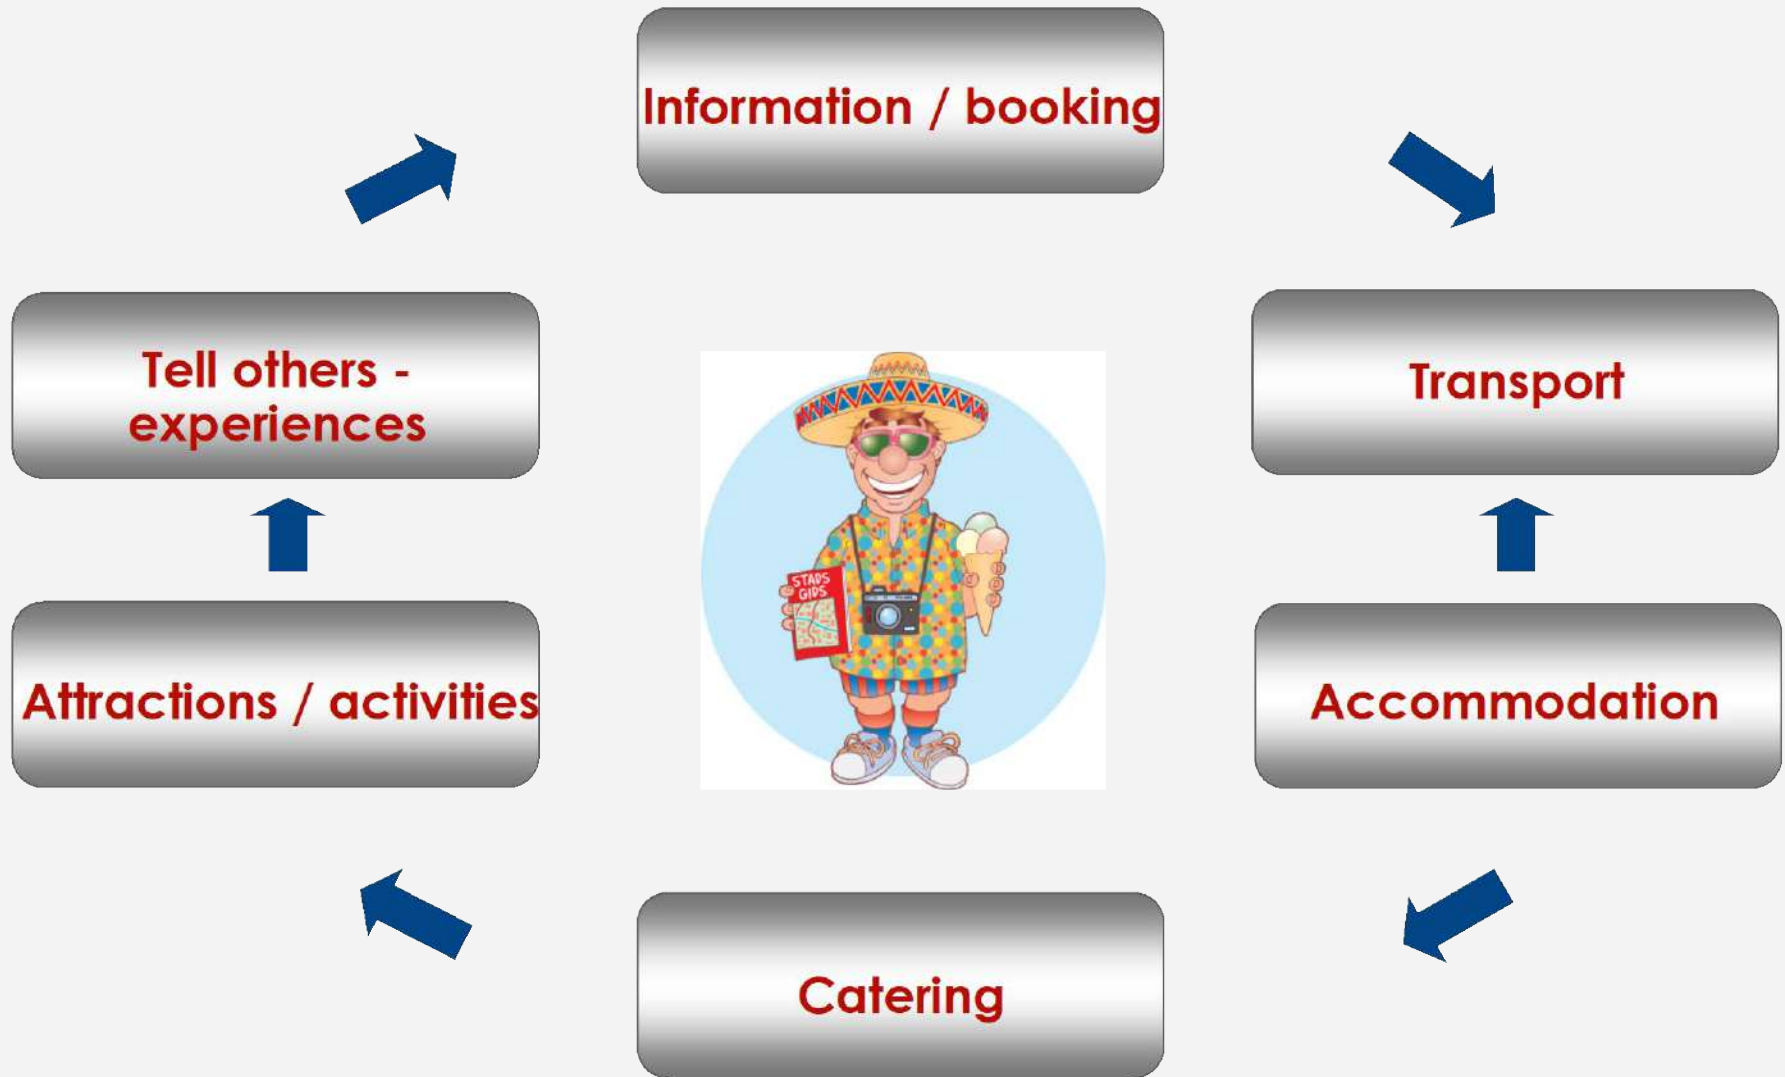 Information / booking
Tell others -
experiences
Transport
STADS
GIDS
Attractions / activities
Accommodation
Catering